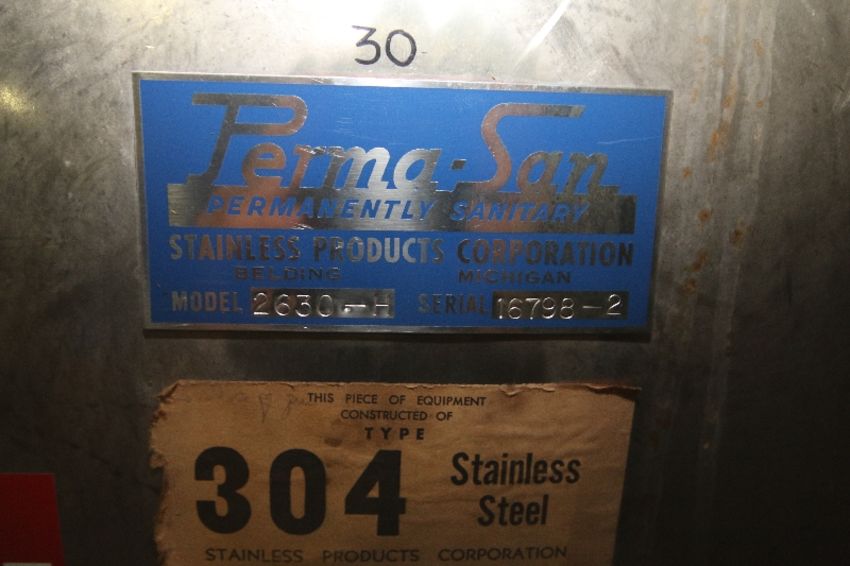 30
Perma-San
PERMANENTLY SANITARY
STAINLESS PRODUCTS CORPORATION
BELDING MICHIGAN
MODEL 2630-H SERIAL 16798-2
THIS PIECE OF EQUIPMENT
CONSTRUCTED OF
TYPE
304 Stainless Steel
STAINLESS PRODUCTS CORPORATION